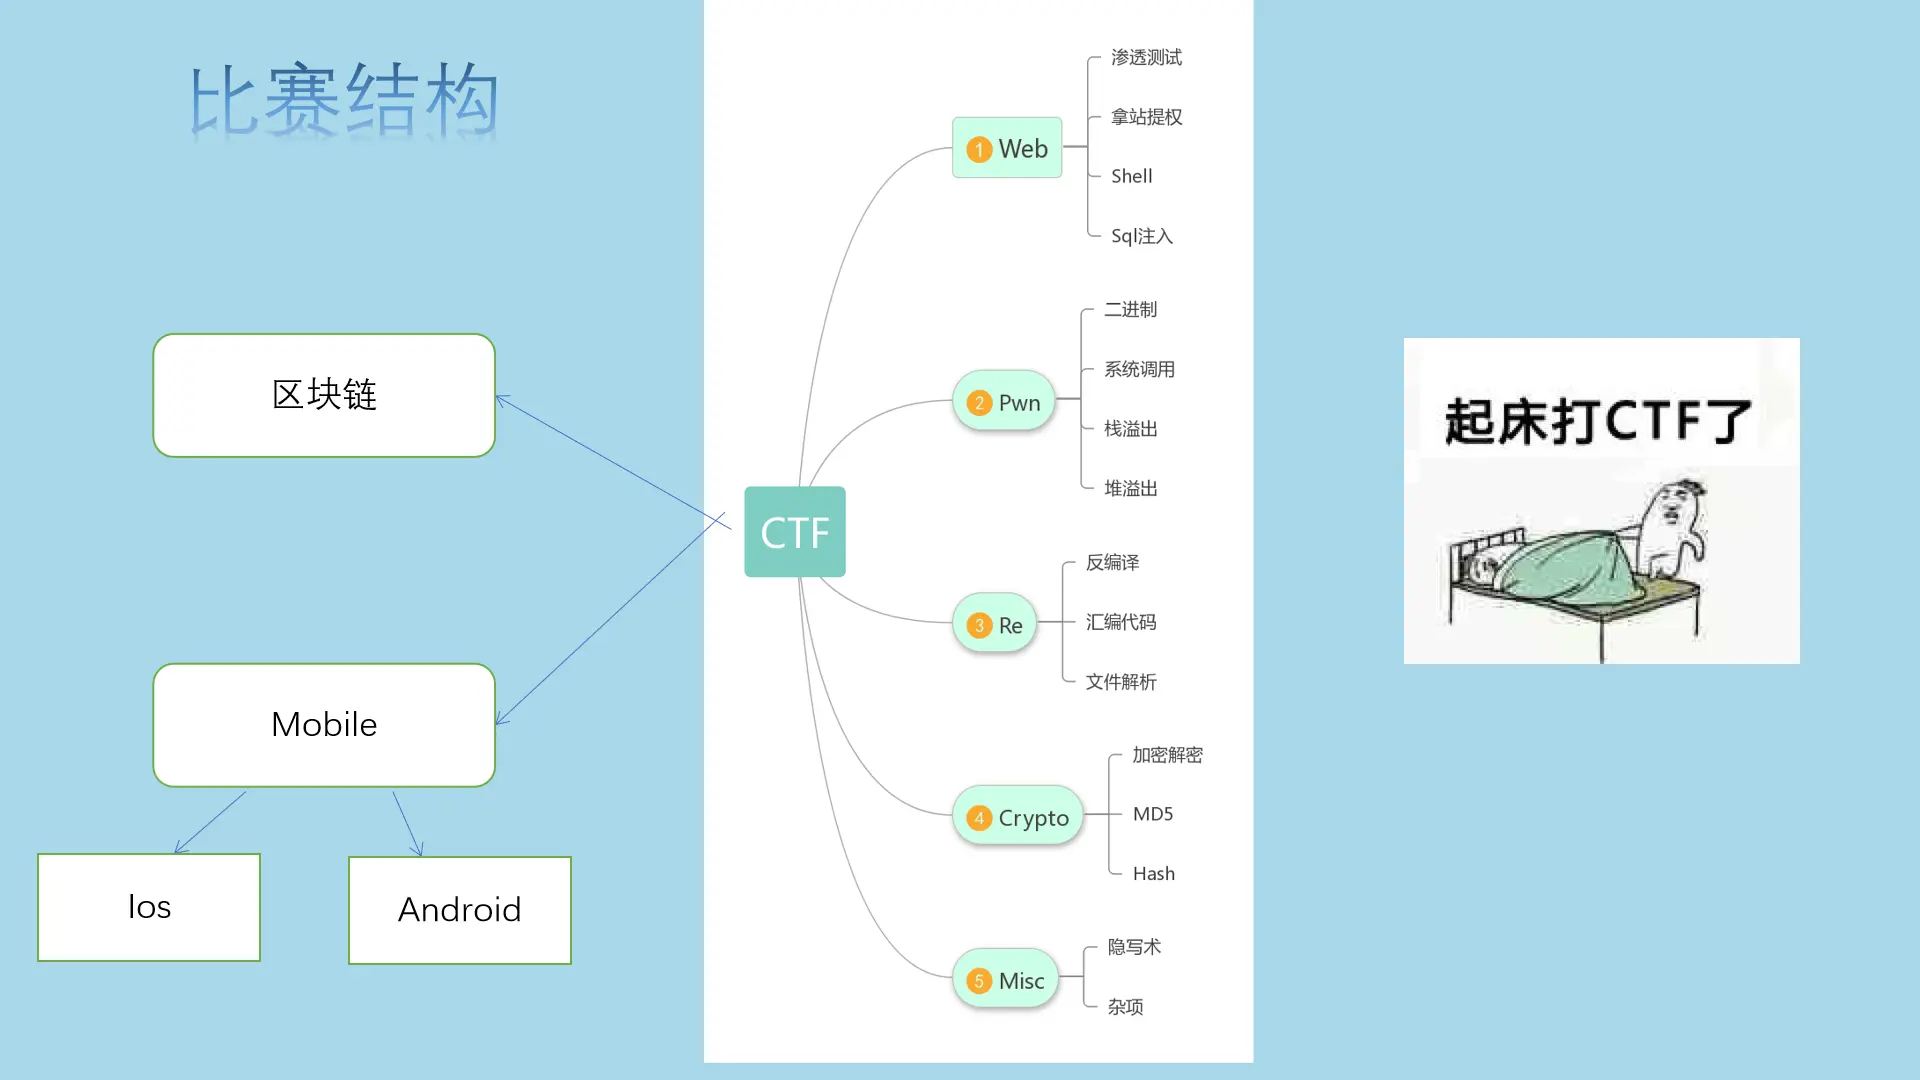 比赛结构
区块链
Mobile
Ios
Android
CTF
1 Web
渗透测试
拿站提权
Shell
Sql注入
2 Pwn
二进制
系统调用
栈溢出
堆溢出
3 Re
反编译
汇编代码
文件解析
4 Crypto
加密解密
MD5
Hash
5 Misc
隐写术
杂项
起床打CTF了